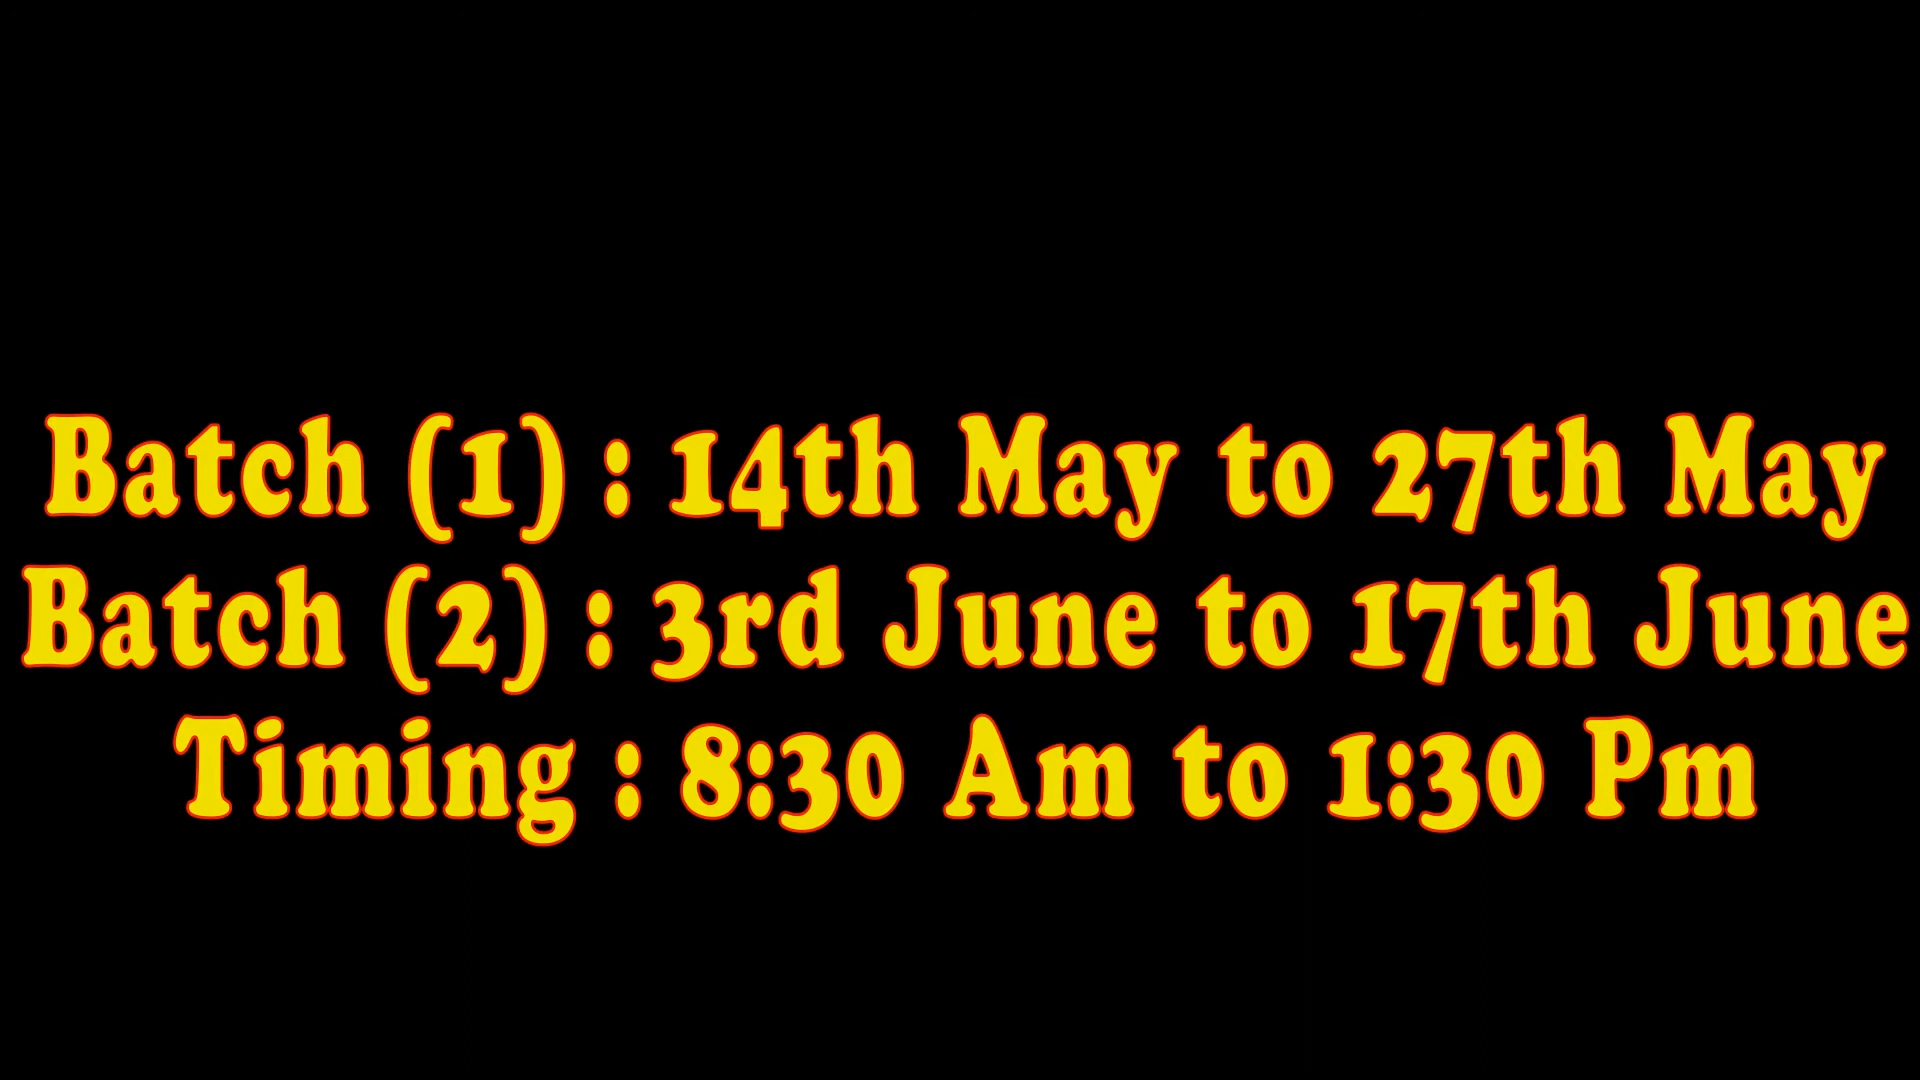 Batch (1) : 14th May to 27th May
Batch (2) : 3rd June to 17th June
Timing : 8:30 Am to 1:30 Pm